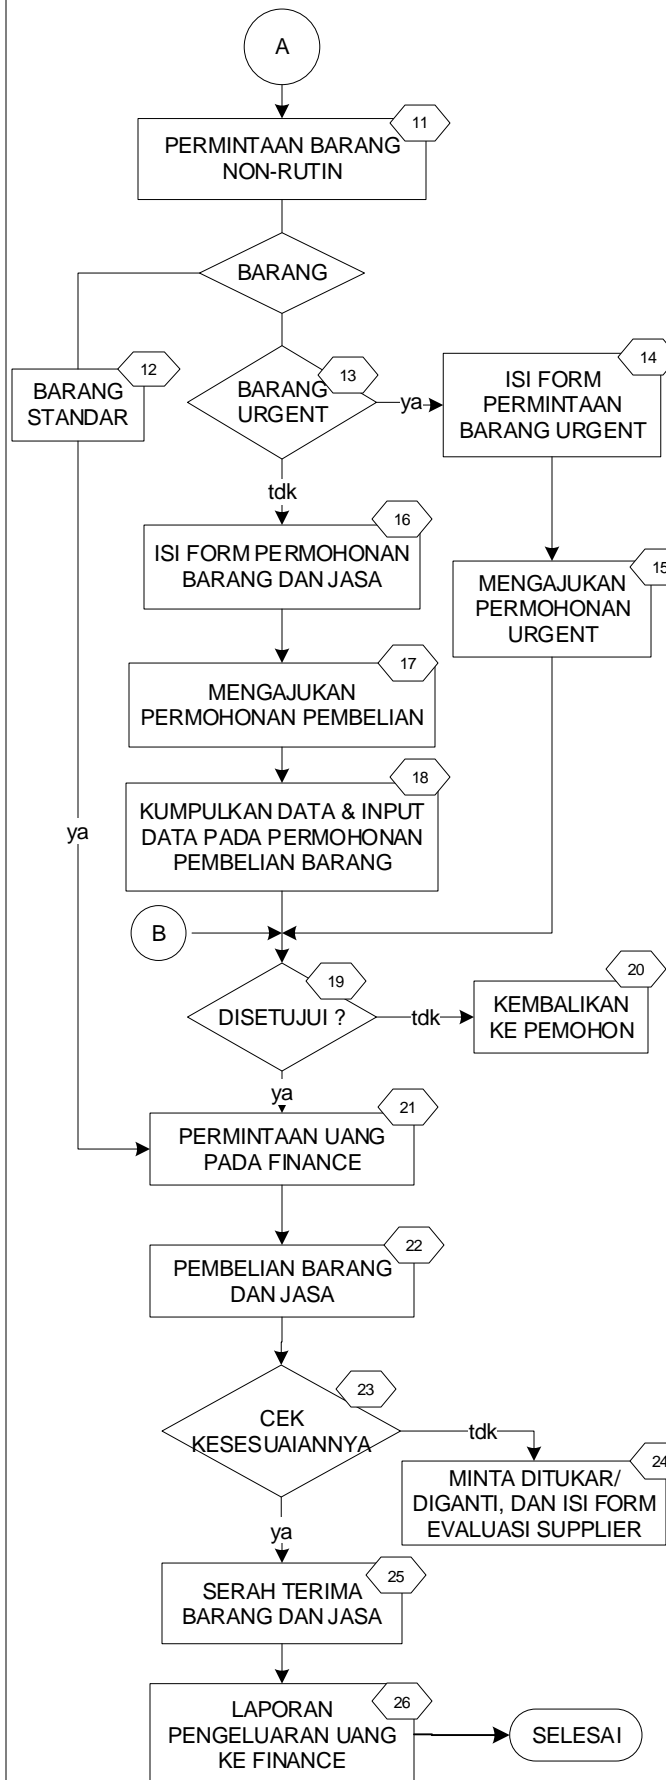 A
11
PERMINTAAN BARANG
NON-RUTIN
BARANG
12
BARANG
STANDAR
13
BARANG
URGENT
ya
14
ISI FORM
PERMINTAAN
BARANG URGENT
tdk
16
ISI FORM PERMOHONAN
BARANG DAN JASA
15
MENGAJUKAN
PERMOHONAN
URGENT
17
MENGAJUKAN
PERMOHONAN PEMBELIAN
18
KUMPULKAN DATA & INPUT
DATA PADA PERMOHONAN
PEMBELIAN BARANG
ya
B
19
DISETUJUI ?
tdk
20
KEMBALIKAN
KE PEMOHON
ya
21
PERMINTAAN UANG
PADA FINANCE
22
PEMBELIAN BARANG
DAN JASA
23
CEK
KESESUAIANNYA
tdk
24
MINTA DITUKAR/
DIGANTI, DAN ISI FORM
EVALUASI SUPPLIER
ya
25
SERAH TERIMA
BARANG DAN JASA
26
LAPORAN
PENGELUARAN UANG
KE FINANCE
SELESAI